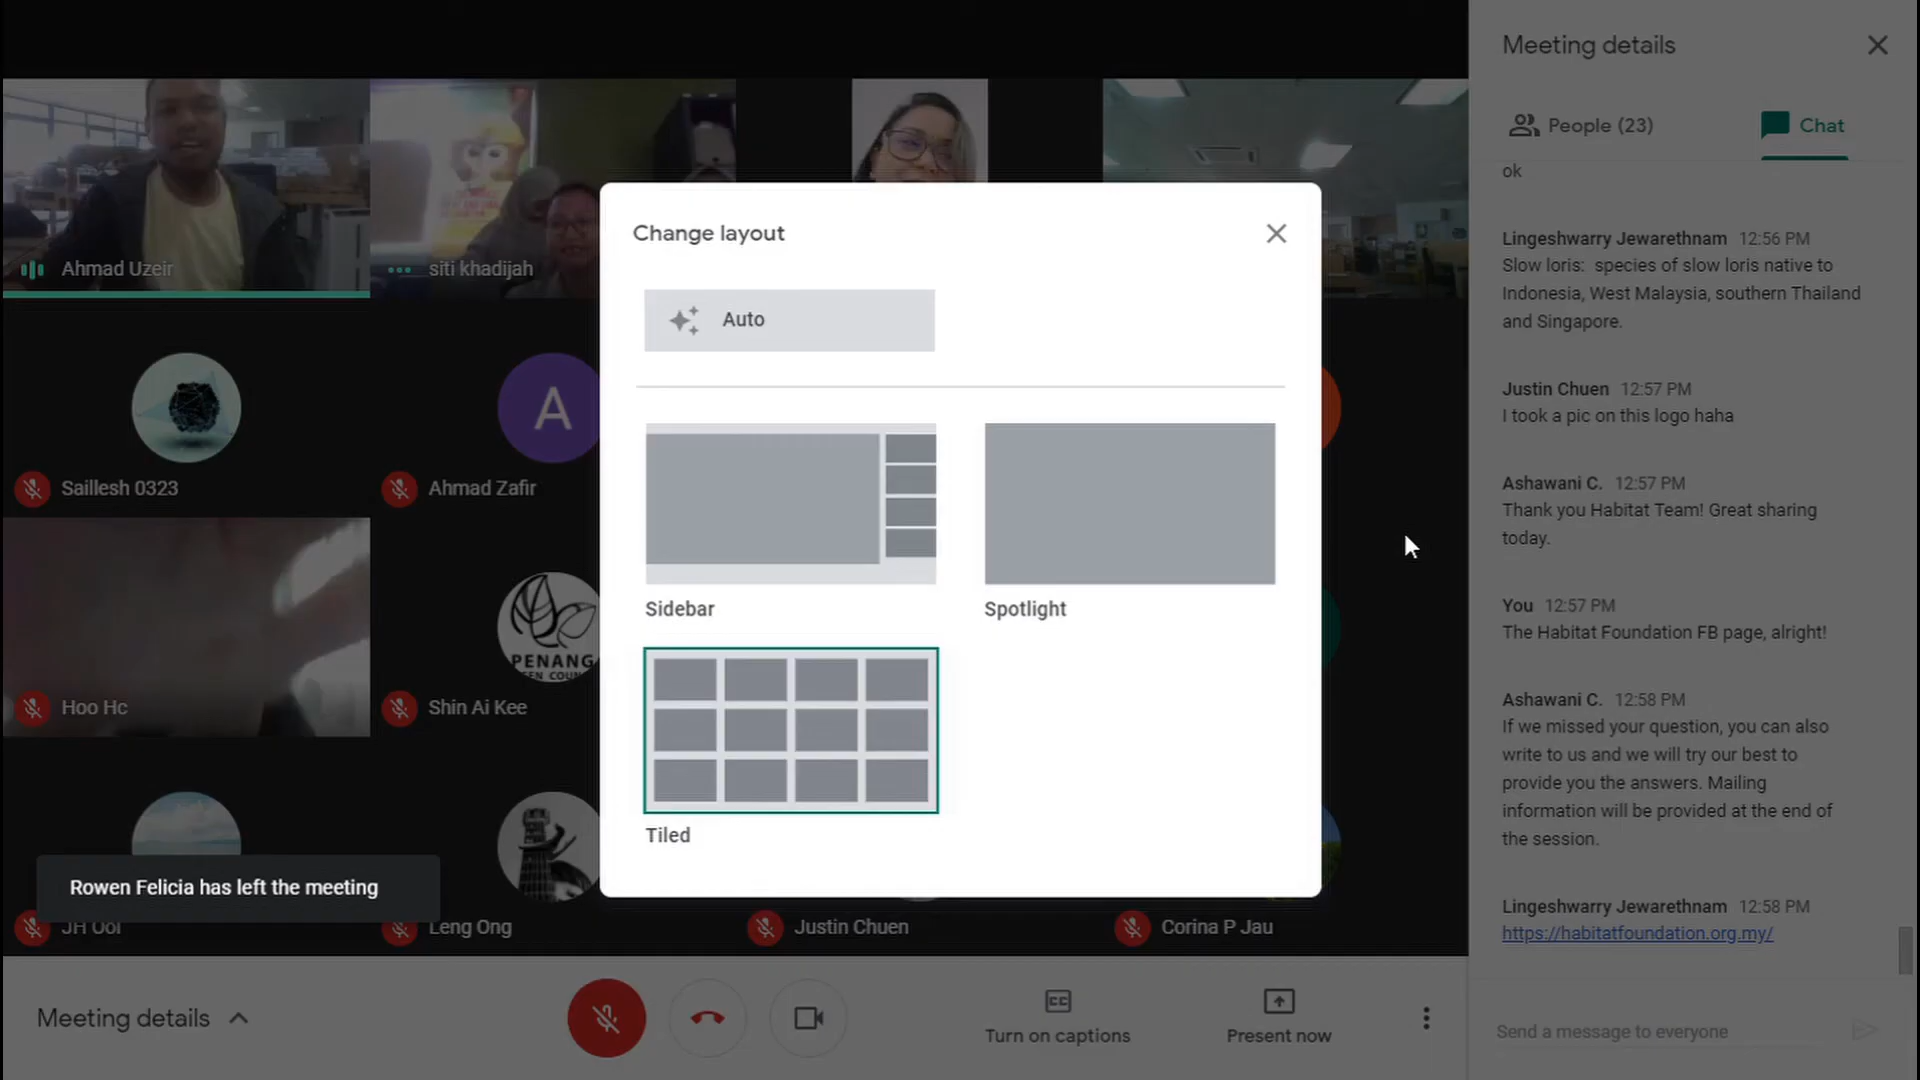 Meeting details
People (23)
Chat
ok
Lingeshwarry Jewarethnam 12:56 PM
Slow loris: species of slow loris native to
Indonesia, West Malaysia, southern Thailand
and Singapore.
Justin Chuen 12:57 PM
I took a pic on this logo haha
Ashawani C. 12:57 PM
Thank you Habitat Team! Great sharing
today.
You 12:57 PM
The Habitat Foundation FB page, alright!
Ashawani C. 12:58 PM
If we missed your question, you can also
write to us and we will try our best to
provide you the answers. Mailing
information will be provided at the end of
the session.
Lingeshwarry Jewarethnam 12:58 PM
https://habitatfoundation.org.my/
Send a message to everyone
Change layout
Auto
Sidebar
Spotlight
Tiled
Ahmad Uzeir
siti khadijah
Saillesh 0323
A
Ahmad Zafir
Hoo Hc
PENANG
Shin Ai Kee
Rowen Felicia has left the meeting
JH Ooi
Leng Ong
Justin Chuen
Corina P Jau
Meeting details
CC
Turn on captions
Present now